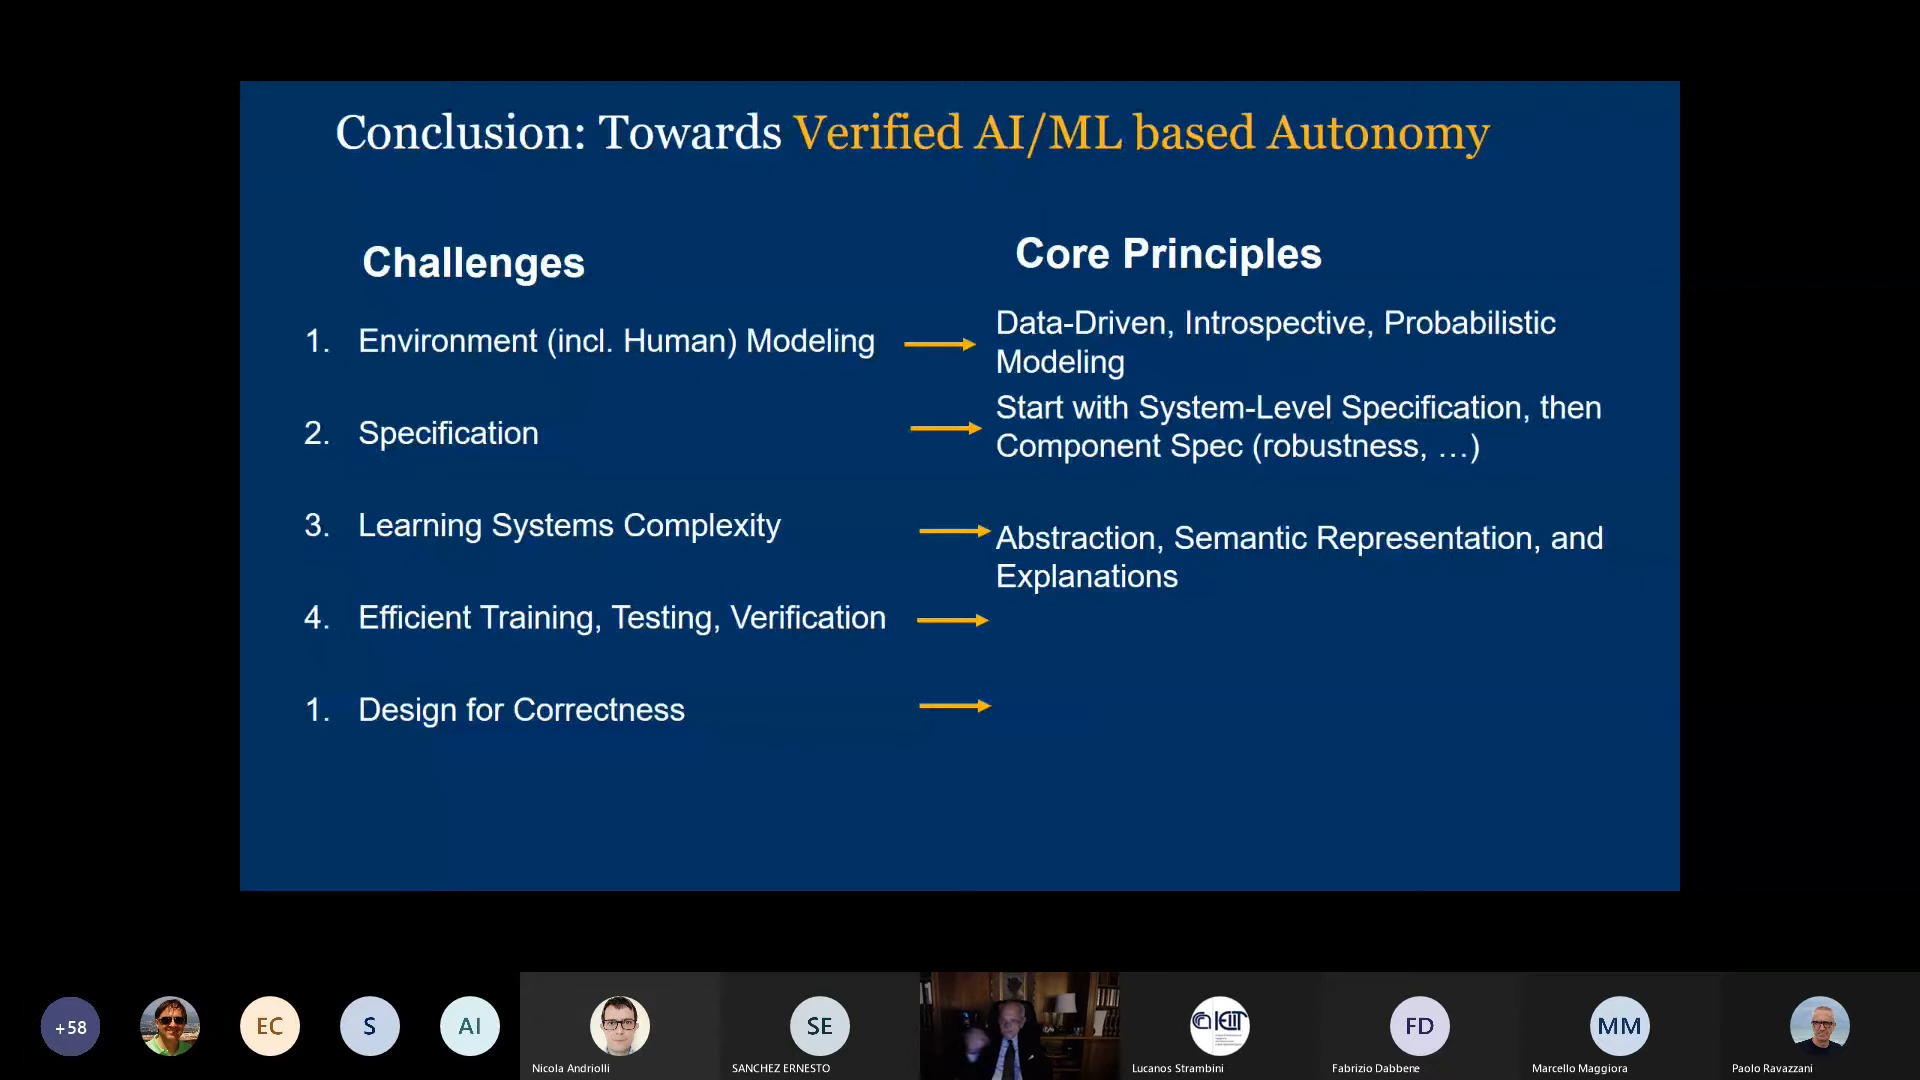 Conclusion: Towards Verified AI/ML based Autonomy
Challenges
Core Principles
1. Environment (incl. Human) Modeling
Data-Driven, Introspective, Probabilistic
Modeling
2. Specification
Start with System-Level Specification, then
Component Spec (robustness, …)
3. Learning Systems Complexity
Abstraction, Semantic Representation, and
Explanations
4. Efficient Training, Testing, Verification
1. Design for Correctness
+58
EC
S
AI
Nicola Andriolli
SE
SANCHEZ ERNESTO
IEIIT
Lucanos Strambini
FD
Fabrizio Dabbene
MM
Marcello Maggiora
Paolo Ravazzani